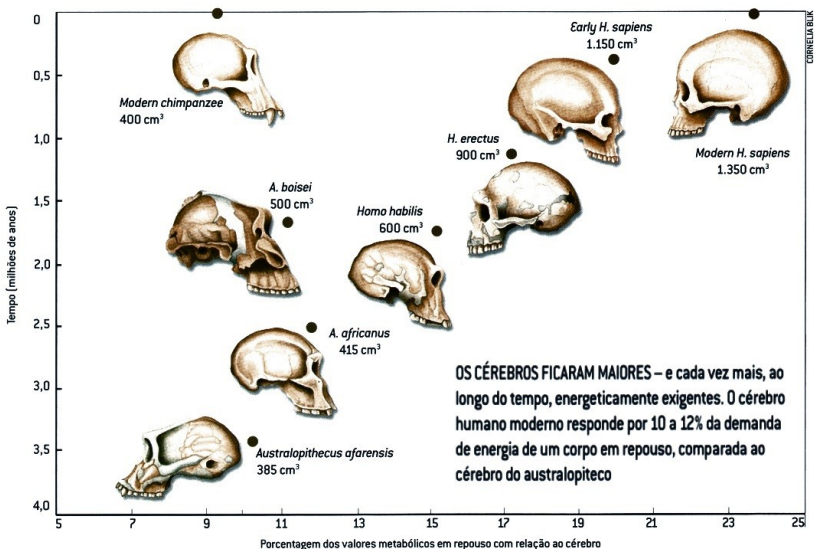 CORNELIA BLIK
0
0,5
1,0
1,5
2,0
2,5
3,0
3,5
4,0
Tempo (milhões de anos)
Modern chimpanzee
400 cm³
Early H. sapiens
1.150 cm³
H. erectus
900 cm³
Modern H. sapiens
1.350 cm³
A. boisei
500 cm³
Homo habilis
600 cm³
A. africanus
415 cm³
Australopithecus afarensis
385 cm³
OS CÉREBROS FICARAM MAIORES – e cada vez mais, ao
longo do tempo, energeticamente exigentes. O cérebro
humano moderno responde por 10 a 12% da demanda
de energia de um corpo em repouso, comparada ao
cérebro do australopiteco
5 7 9 11 13 15 17 19 21 23 25
Porcentagem dos valores metabólicos em repouso com relação ao cérebro